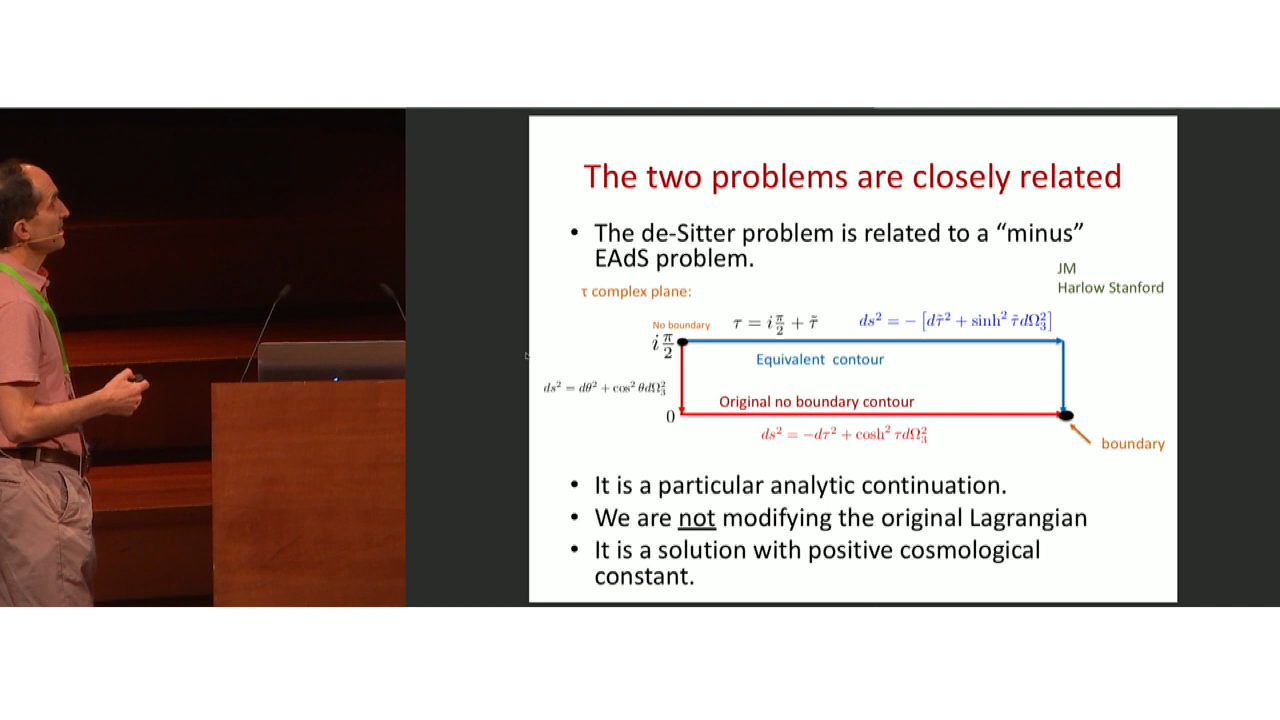 The two problems are closely related
• The de-Sitter problem is related to a “minus”
EAdS problem.
JM
Harlow Stanford
τ complex plane:
No boundary
τ = i π/2 + τ̃
ds² = − [dτ̃² + sinh² τ̃dΩ₃²]
i π/2
Equivalent contour
ds² = dθ² + cos² θdΩ₃²
Original no boundary contour
0
ds² = −dτ² + cosh² τdΩ₃²
boundary
• It is a particular analytic continuation.
• We are not modifying the original Lagrangian
• It is a solution with positive cosmological
constant.